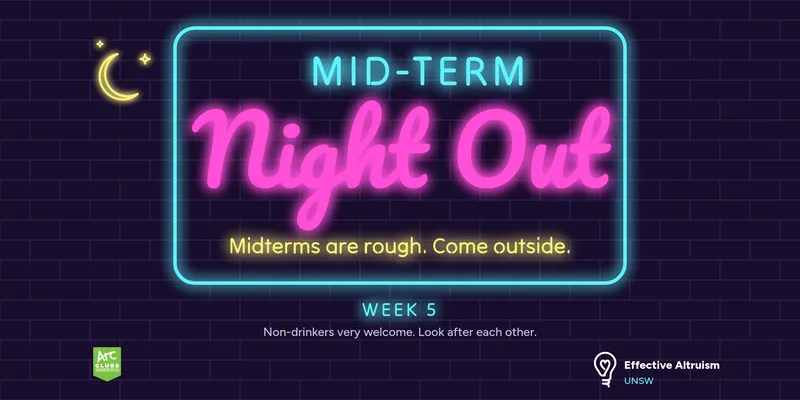 MID-TERM
Night Out
Midterms are rough. Come outside.
WEEK 5
Non-drinkers very welcome. Look after each other.
Arc
CLUBS
Effective Altruism
UNSW